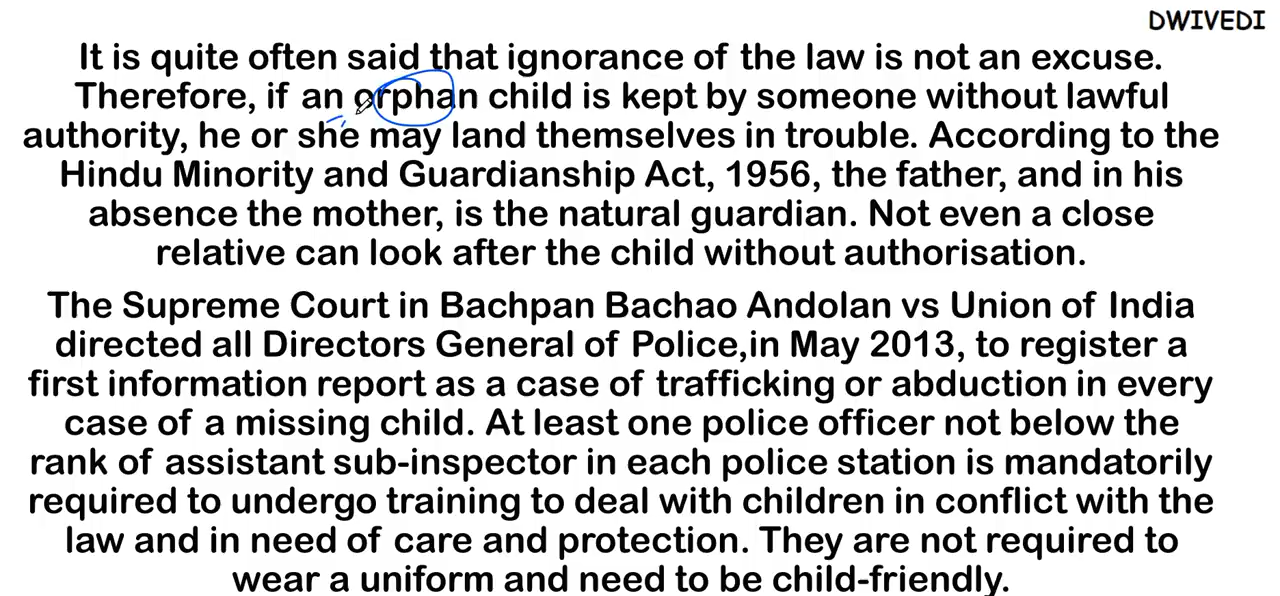 DWIVEDI
It is quite often said that ignorance of the law is not an excuse.
Therefore, if an orphan child is kept by someone without lawful
authority, he or she may land themselves in trouble. According to the
Hindu Minority and Guardianship Act, 1956, the father, and in his
absence the mother, is the natural guardian. Not even a close
relative can look after the child without authorisation.
The Supreme Court in Bachpan Bachao Andolan vs Union of India
directed all Directors General of Police,in May 2013, to register a
first information report as a case of trafficking or abduction in every
case of a missing child. At least one police officer not below the
rank of assistant sub-inspector in each police station is mandatorily
required to undergo training to deal with children in conflict with the
law and in need of care and protection. They are not required to
wear a uniform and need to be child-friendly.